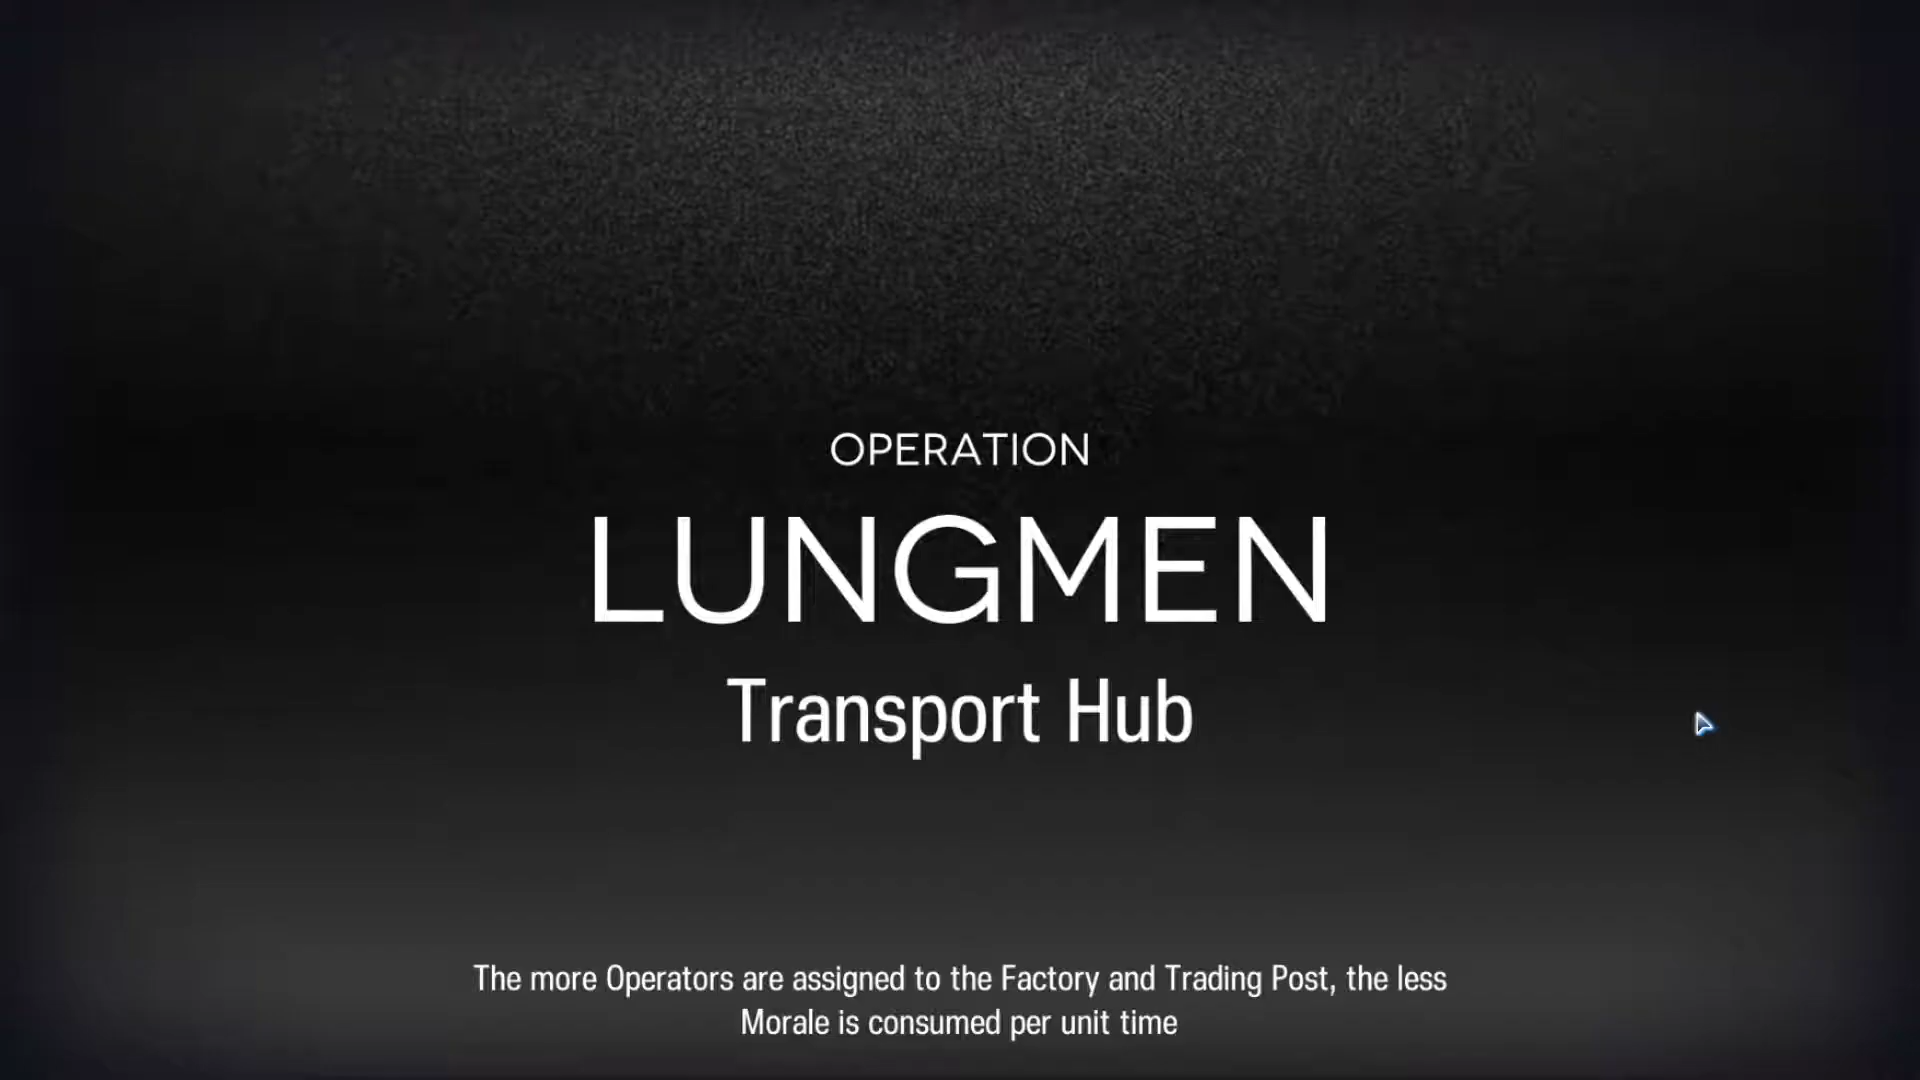 OPERATION
LUNGMEN
Transport Hub
The more Operators are assigned to the Factory and Trading Post, the less
Morale is consumed per unit time